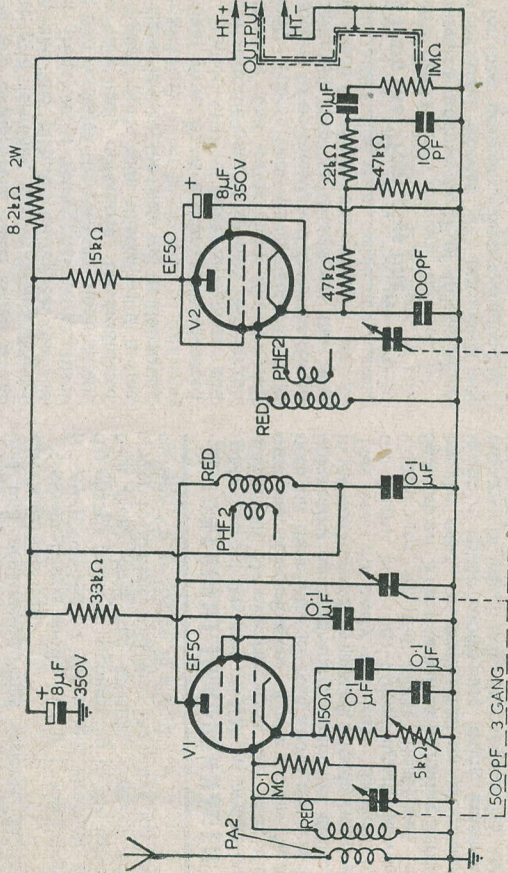 HT+
OUTPUT
HT–
8·2kΩ 2W
15kΩ
EF50
V2
+
8μF
350V
0·1μF
1MΩ
22kΩ
47kΩ
100
PF
47kΩ
100pF
PHF2
RED
RED
PHF2
0·1
μF
33kΩ
+
8μF
350V
EF50
V1
0·1
μF
150Ω
0·1
μF
0·1
μF
5kΩ
0·1
MΩ
RED
PA2
500pF 3 GANG